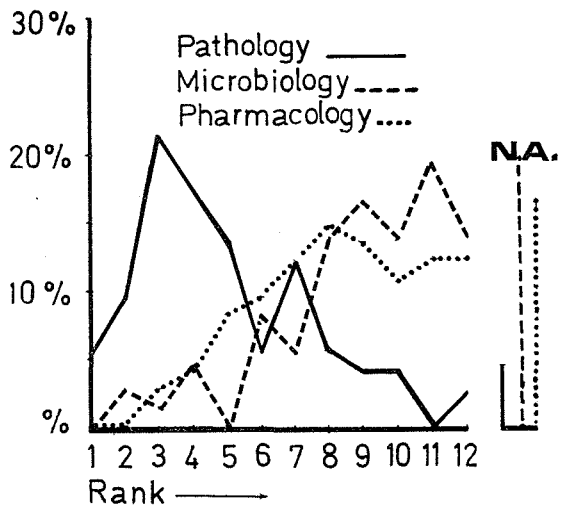 30%
Pathology
Microbiology
Pharmacology
20%
N.A.
10%
%
1 2 3 4 5 6 7 8 9 10 11 12
Rank